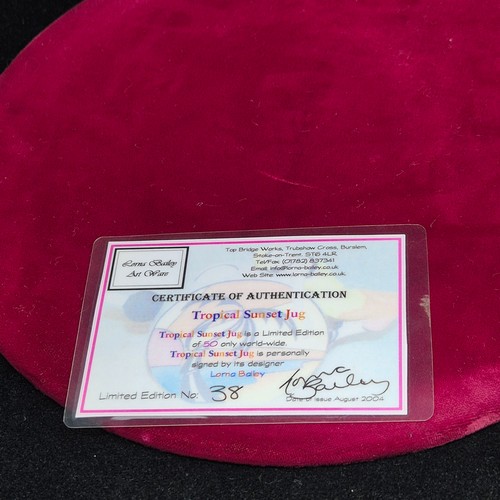 Lorna Bailey
Art Ware
Top Bridge Works, Trubshaw Cross, Burslem,
Stoke-on-Trent. ST6 4LR
Tel/Fax (01782) 837341
Email: info@lorna-bailey.co.uk
Web Site: www.lorna-bailey.co.uk
CERTIFICATE OF AUTHENTICATION
Tropical Sunset Jug
Tropical Sunset Jug is a Limited Edition
of 50 only world-wide.
Tropical Sunset Jug is personally
signed by its designer
Lorna Bailey
Limited Edition No: 38
Lorna Bailey
Date of Issue August 2004